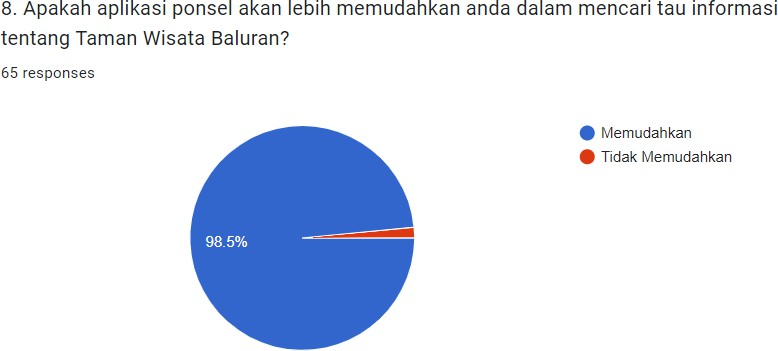 8. Apakah aplikasi ponsel akan lebih memudahkan anda dalam mencari tau informasi
tentang Taman Wisata Baluran?
65 responses
Memudahkan
Tidak Memudahkan
98.5%